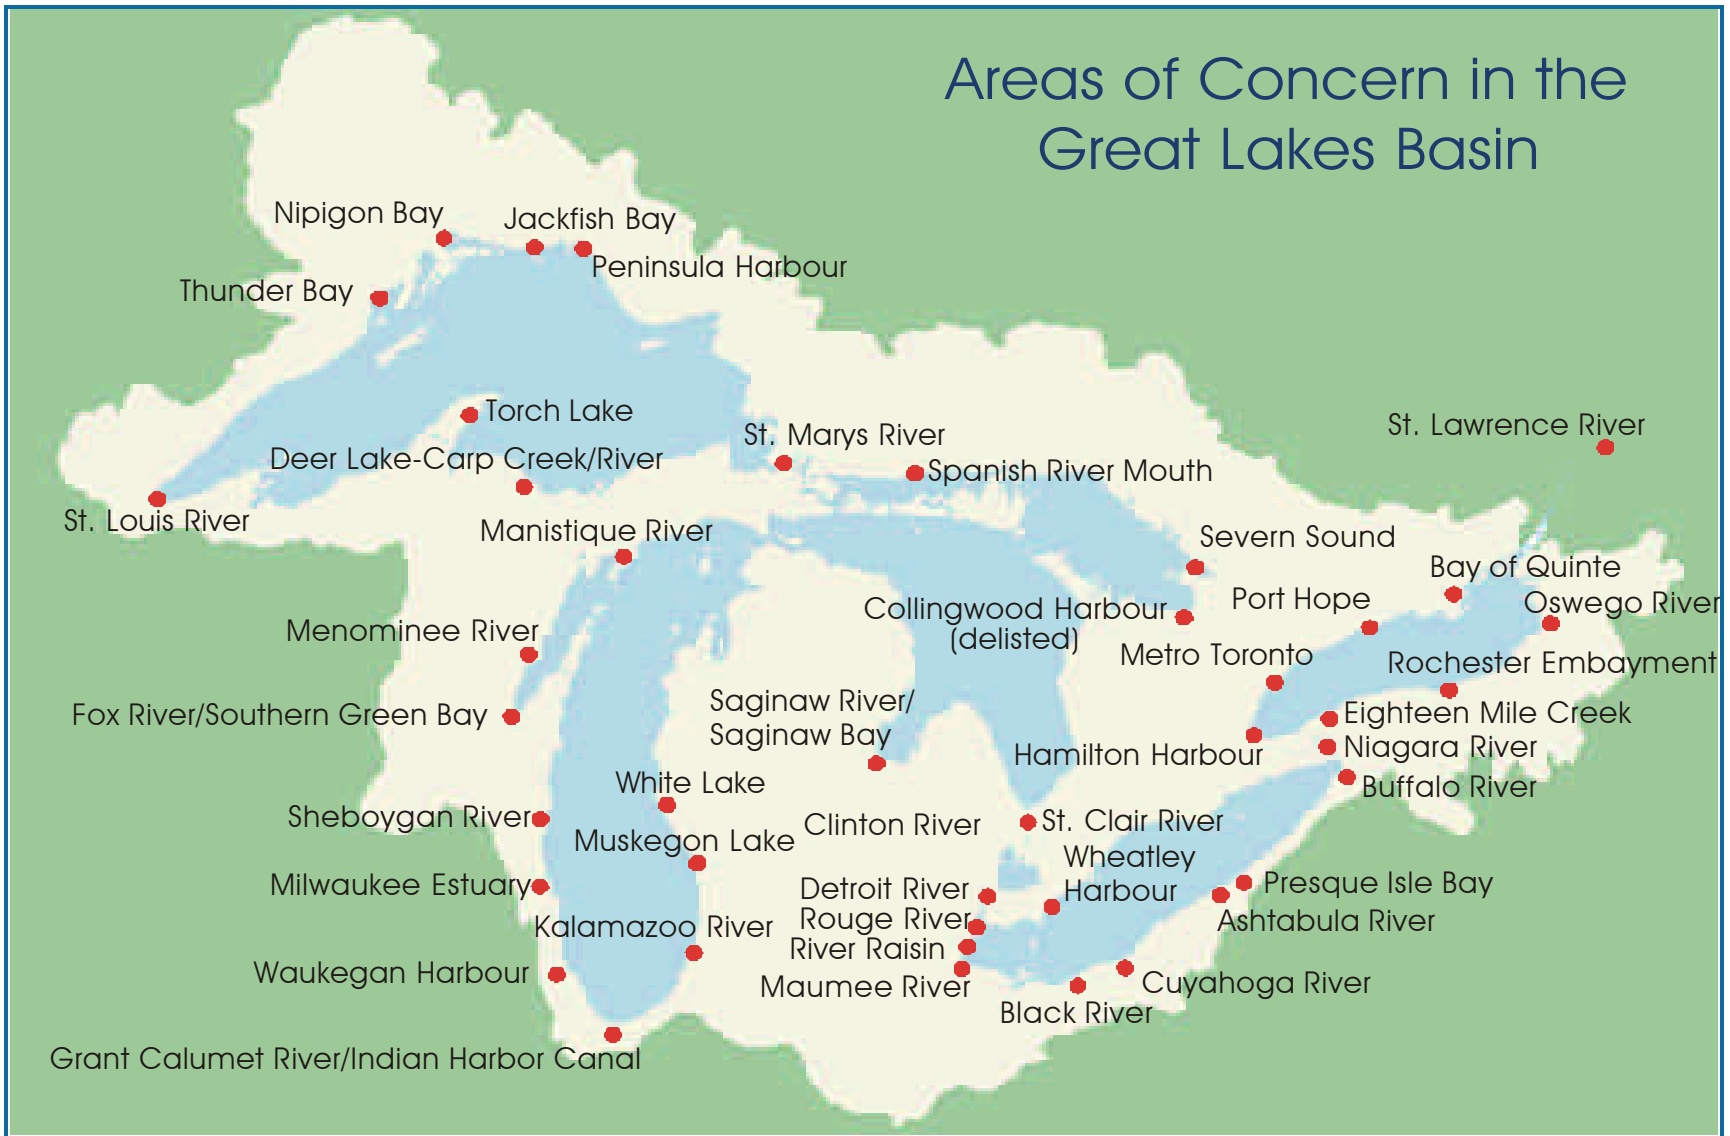 Areas of Concern in the
Great Lakes Basin
Nipigon Bay
Jackfish Bay
Peninsula Harbour
Thunder Bay
Torch Lake
St. Marys River
St. Lawrence River
Deer Lake-Carp Creek/River
Spanish River Mouth
St. Louis River
Manistique River
Severn Sound
Bay of Quinte
Port Hope
Oswego River
Collingwood Harbour
(delisted)
Menominee River
Metro Toronto
Rochester Embayment
Saginaw River/
Saginaw Bay
Fox River/Southern Green Bay
Eighteen Mile Creek
Hamilton Harbour
Niagara River
White Lake
Buffalo River
Sheboygan River
Clinton River
St. Clair River
Muskegon Lake
Wheatley
Harbour
Milwaukee Estuary
Detroit River
Presque Isle Bay
Kalamazoo River
Rouge River
Ashtabula River
River Raisin
Waukegan Harbour
Maumee River
Cuyahoga River
Black River
Grant Calumet River/Indian Harbor Canal